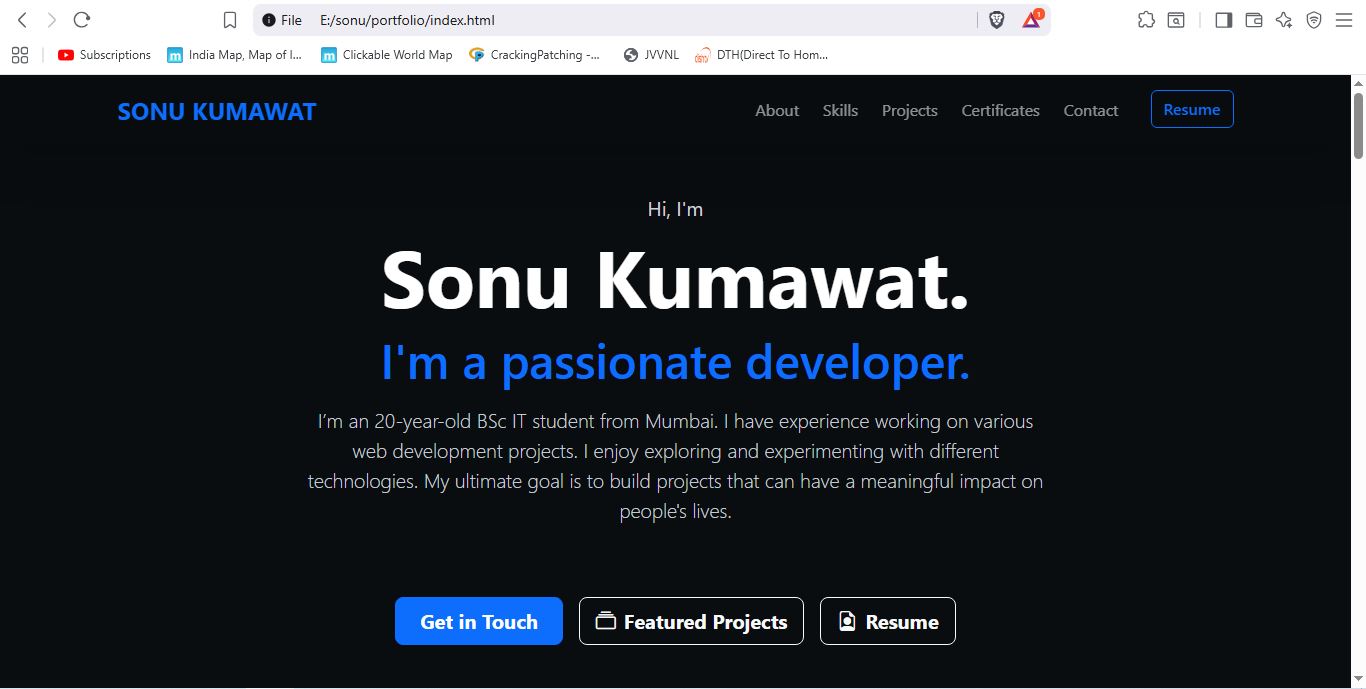 File E:/sonu/portfolio/index.html
1
Subscriptions India Map, Map of I... Clickable World Map CrackingPatching -... JVVNL DTH(Direct To Hom...
SONU KUMAWAT About Skills Projects Certificates Contact Resume
Hi, I'm
Sonu Kumawat.
I'm a passionate developer.
I’m an 20-year-old BSc IT student from Mumbai. I have experience working on various
web development projects. I enjoy exploring and experimenting with different
technologies. My ultimate goal is to build projects that can have a meaningful impact on
people's lives.
Get in Touch Featured Projects Resume